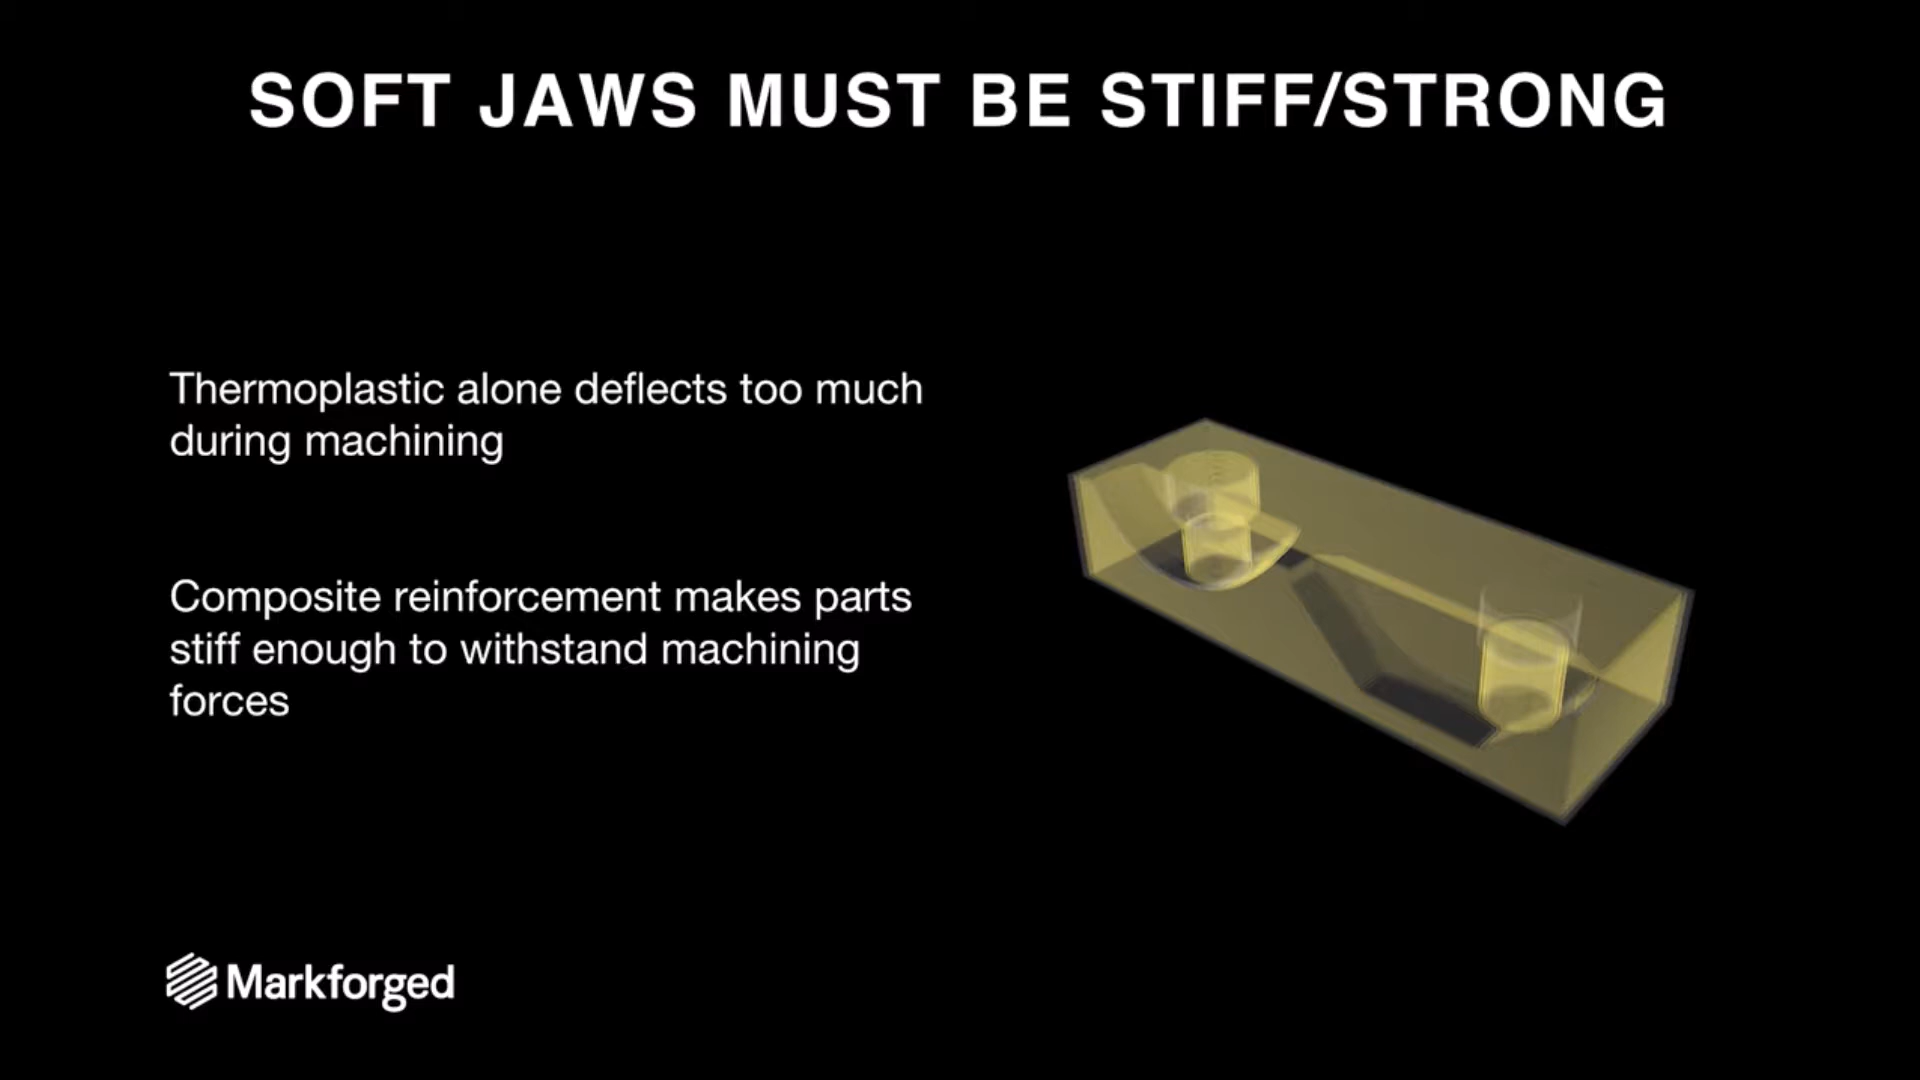 SOFT JAWS MUST BE STIFF/STRONG
Thermoplastic alone deflects too much
during machining
Composite reinforcement makes parts
stiff enough to withstand machining
forces
Markforged